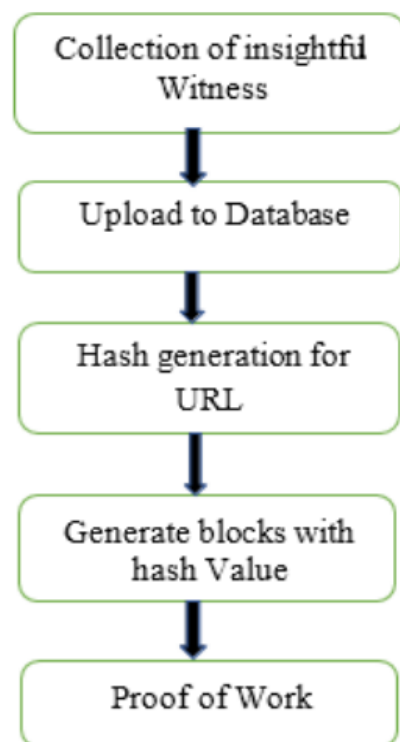 Collection of insightful
Witness
Upload to Database
Hash generation for
URL
Generate blocks with
hash Value
Proof of Work